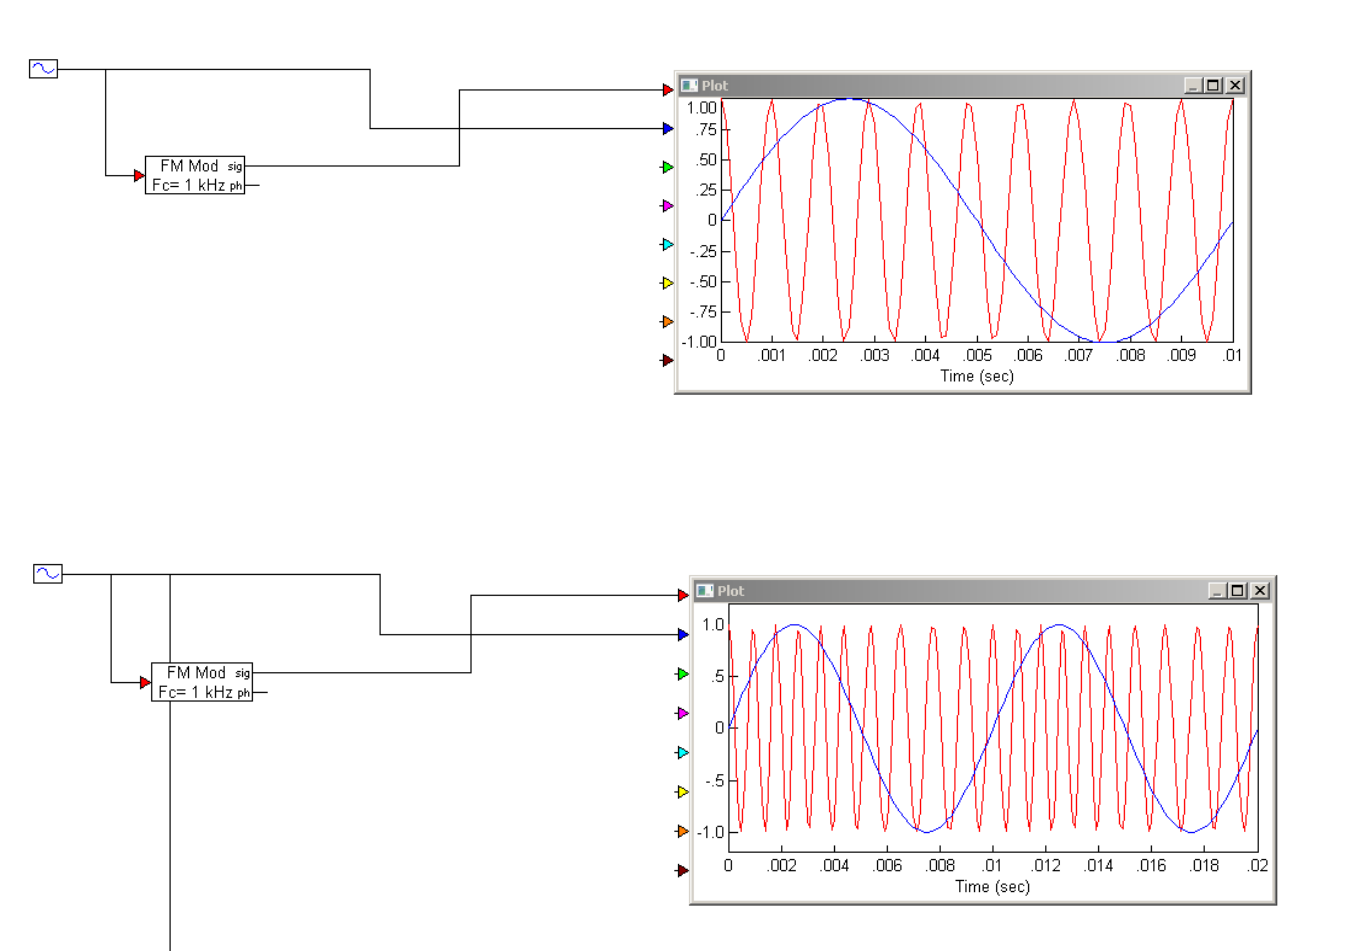 Plot
FM Mod sig
Fc= 1 kHz ph
1.00
.75
.50
.25
0
-.25
-.50
-.75
-1.00
0 .001 .002 .003 .004 .005 .006 .007 .008 .009 .01
Time (sec)
Plot
FM Mod sig
Fc= 1 kHz ph
1.0
.5
0
-.5
-1.0
0 .002 .004 .006 .008 .01 .012 .014 .016 .018 .02
Time (sec)